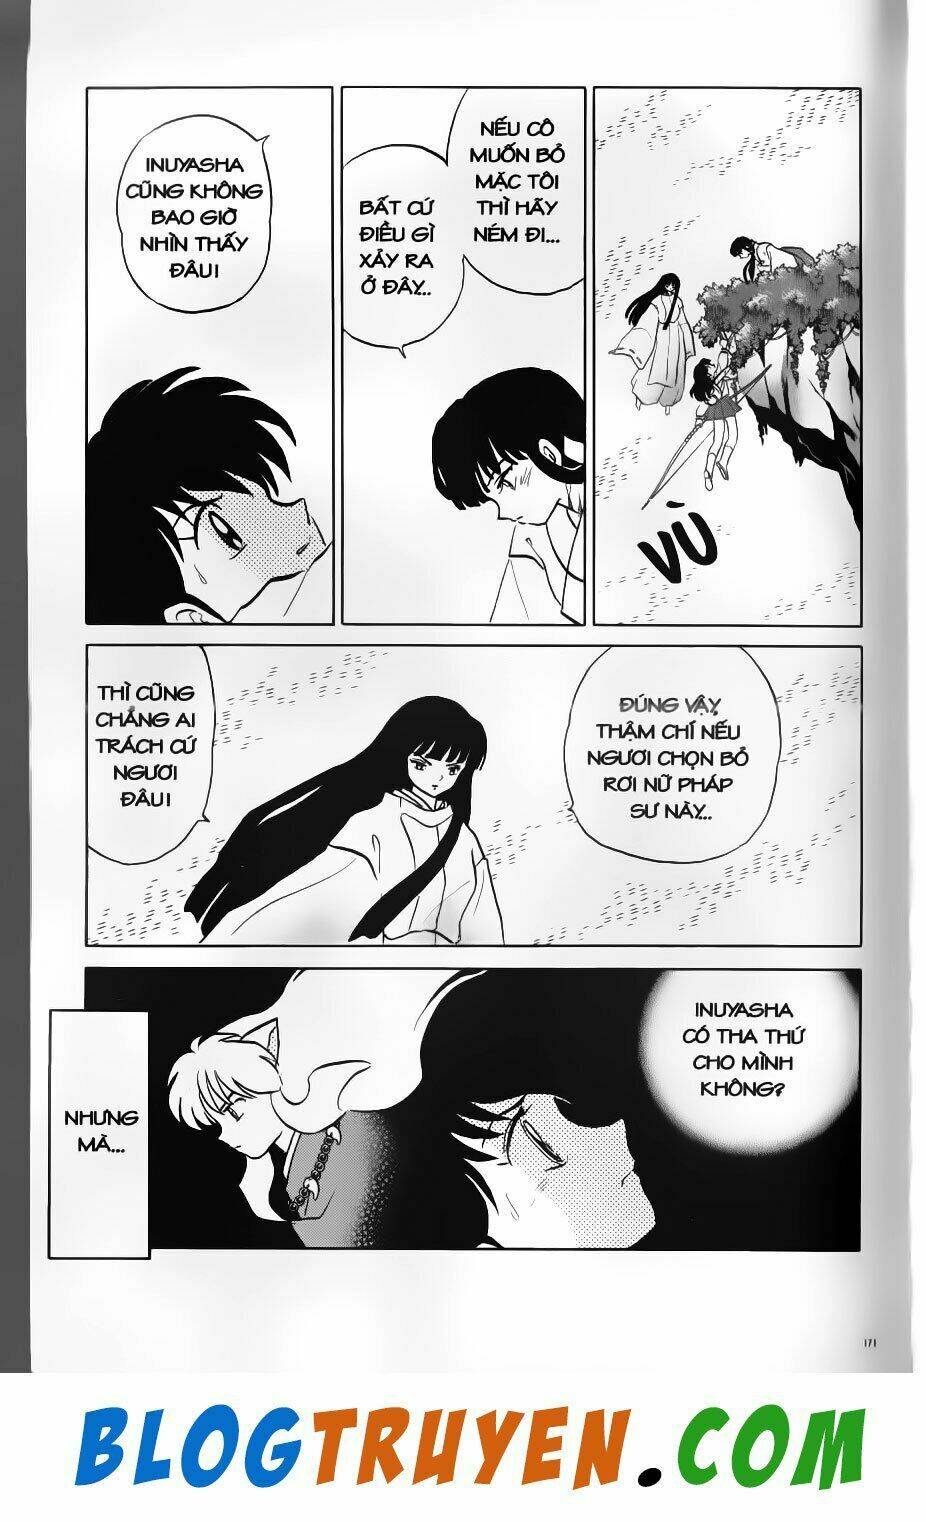 VÙ
NẾU CÔ
MUỐN BỎ
MẶC TÔI
THÌ HÃY
NÉM ĐI...
BẤT CỨ
ĐIỀU GÌ
XẢY RA
Ở ĐÂY...
INUYASHA
CŨNG KHÔNG
BAO GIỜ
NHÌN THẤY
ĐÂU!
ĐÚNG VẬY,
THẬM CHÍ NẾU
NGƯƠI CHỌN BỎ
RƠI NỮ PHÁP
SƯ NÀY...
THÌ CŨNG
CHẲNG AI
TRÁCH CỨ
NGƯƠI
ĐÂU!
INUYASHA
CÓ THA THỨ
CHO MÌNH
KHÔNG?
NHƯNG
MÀ...
171
BLOGTRUYEN.COM